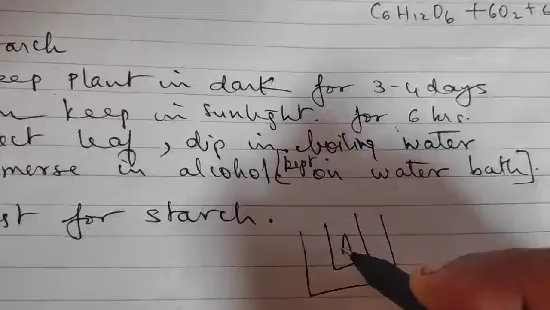 C6H12O6 + 6O2 + 6
arch
eep plant in dark for 3-4 days
keep in sunlight. for 6 hrs.
ect leaf, dip in boiling water
merse in alcohol [kept on water bath].
st for starch.